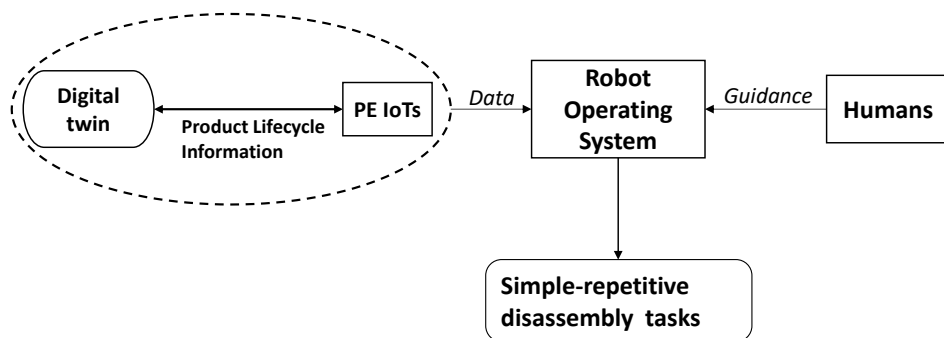 Digital
twin
Product Lifecycle
Information
PE IoTs
Data
Robot
Operating
System
Guidance
Humans
Simple-repetitive
disassembly tasks